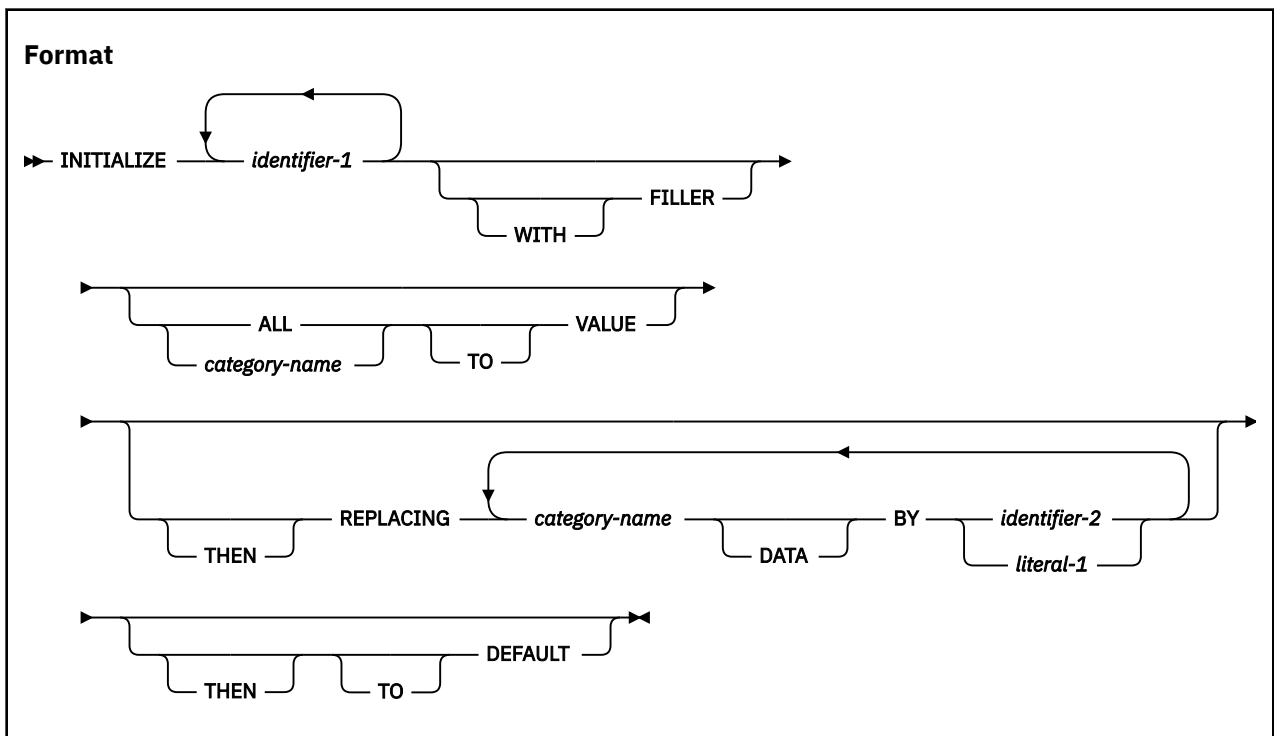 Format
INITIALIZE identifier-1
FILLER
WITH
ALL VALUE
category-name TO
REPLACING category-name BY identifier-2
THEN DATA literal-1
DEFAULT
THEN TO